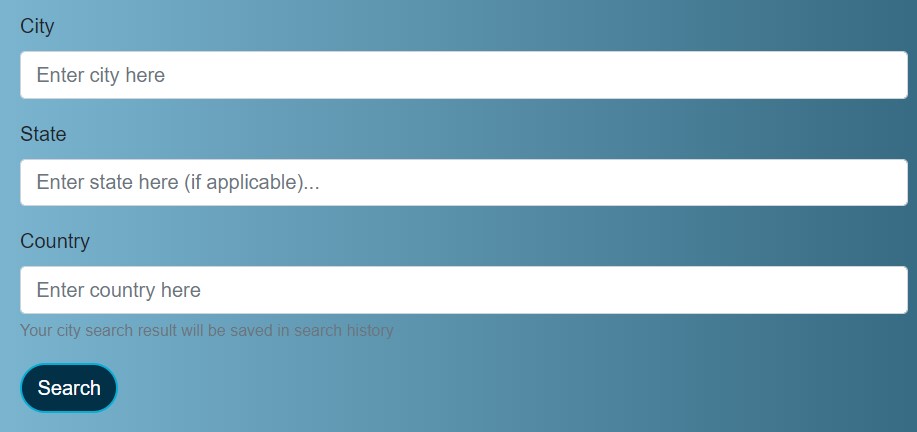 City
Enter city here
State
Enter state here (if applicable)...
Country
Enter country here
Your city search result will be saved in search history
Search